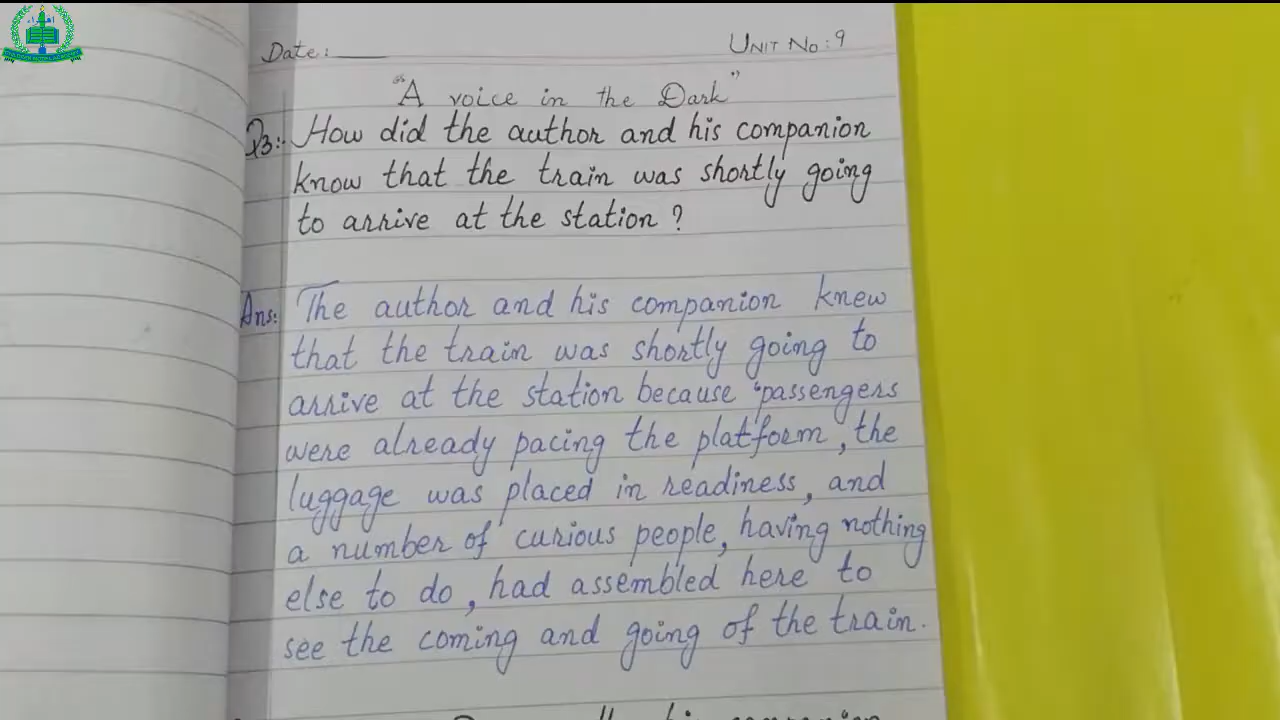 Date:____
UNIT No: 9
"A voice in the Dark"
Q3:- How did the author and his companion
know that the train was shortly going
to arrive at the station?
Ans: The author and his companion knew
that the train was shortly going to
arrive at the station because "passengers
were already pacing the platform", the
luggage was placed in readiness, and
a number of curious people, having nothing
else to do, had assembled here to
see the coming and going of the train.